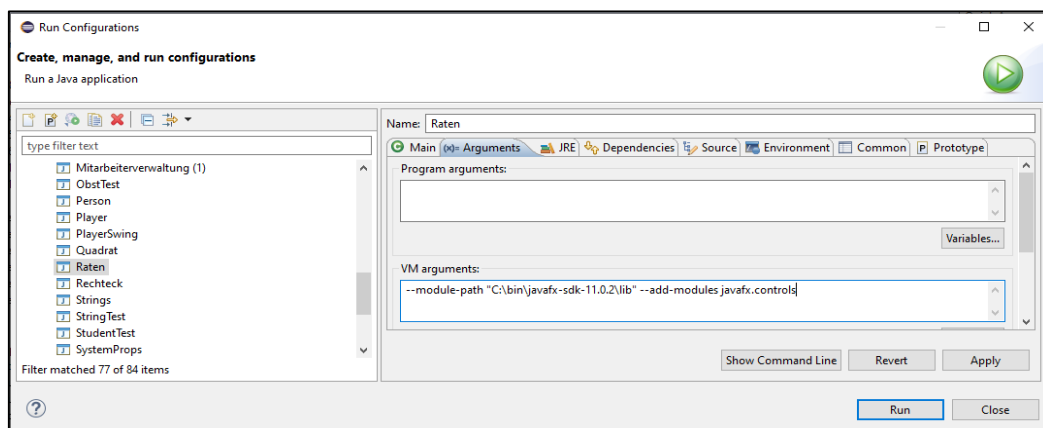 Run Configurations
Create, manage, and run configurations
Run a Java application
type filter text
Mitarbeiterverwaltung (1)
ObstTest
Person
Player
PlayerSwing
Quadrat
Raten
Rechteck
Strings
StringTest
StudentTest
SystemProps
Filter matched 77 of 84 items
Name: Raten
Main (x)= Arguments JRE Dependencies Source Environment Common Prototype
Program arguments:
Variables...
VM arguments:
--module-path "C:\bin\javafx-sdk-11.0.2\lib" --add-modules javafx.controls
Show Command Line Revert Apply
Run Close